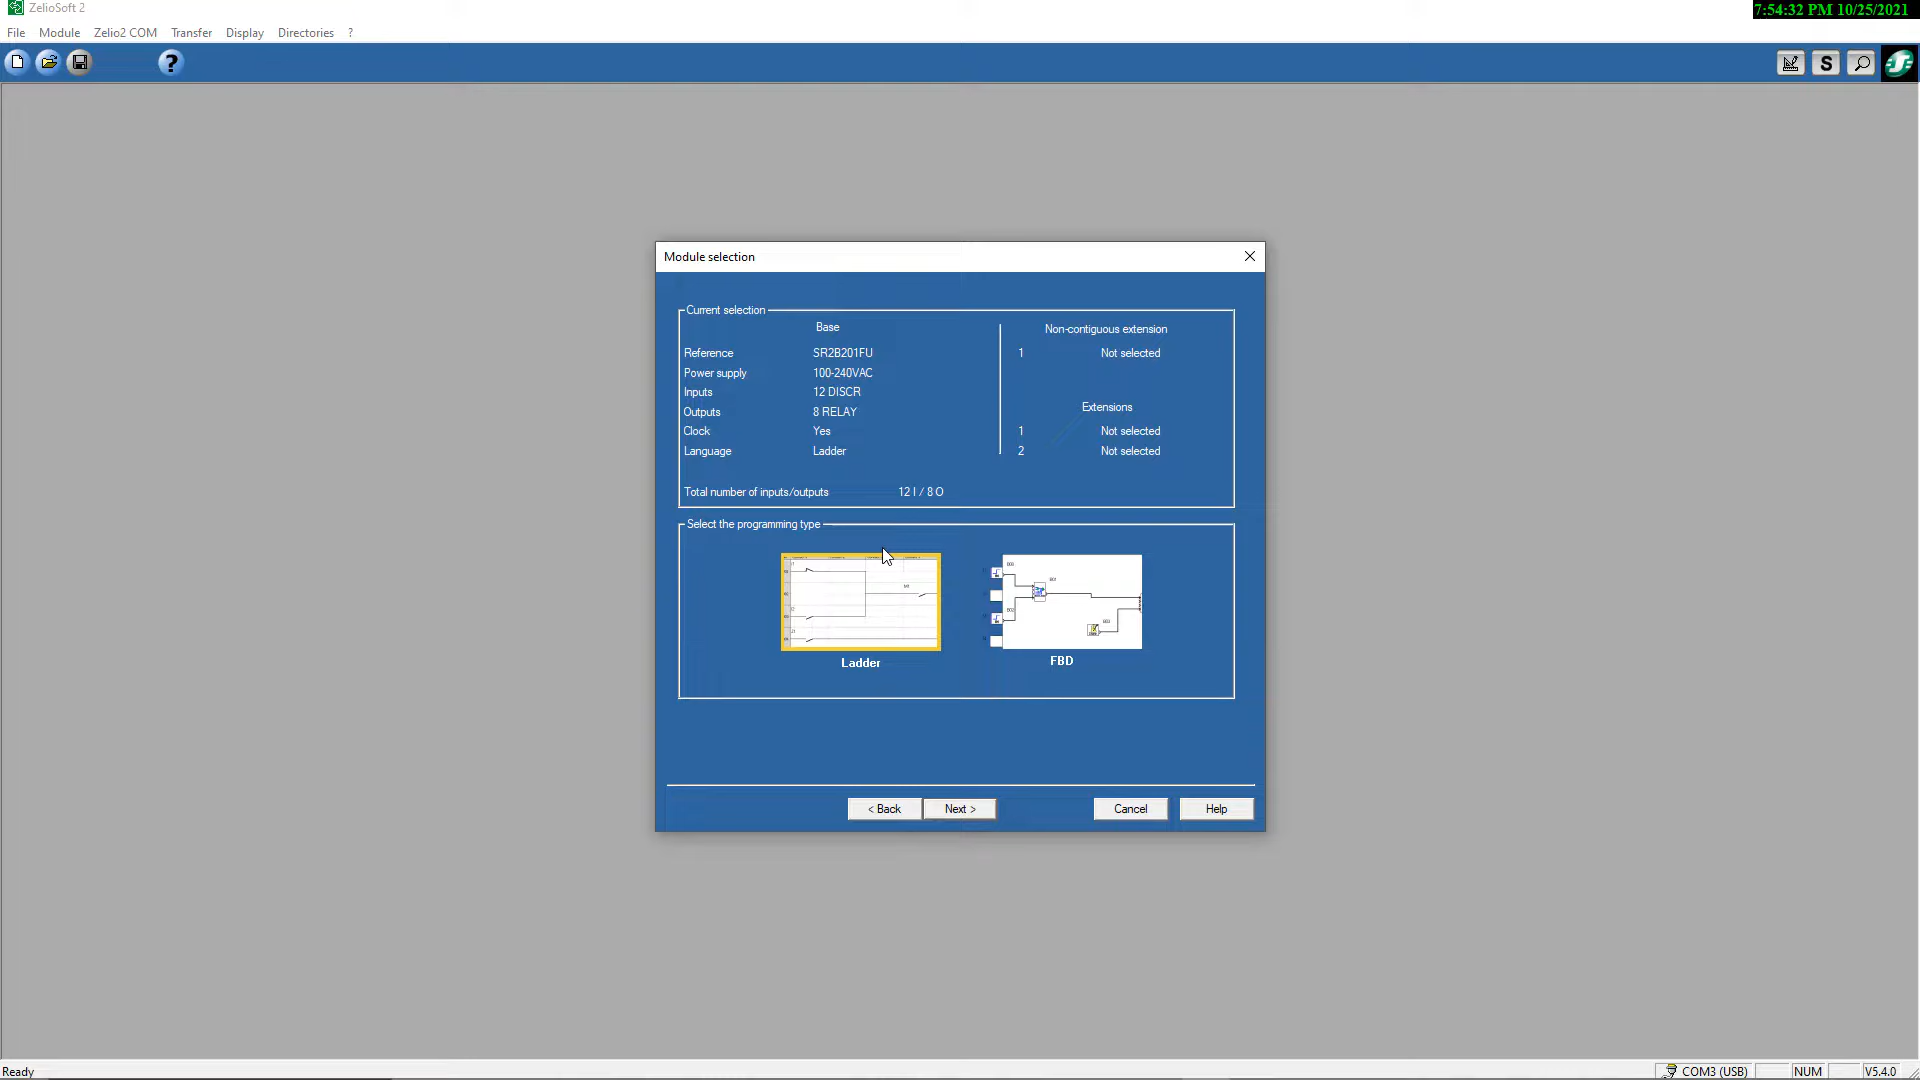 ZelioSoft 2
7:54:32 PM 10/25/2021
File Module Zelio2 COM Transfer Display Directories ?
?
S
Module selection
Current selection
Base
Non-contiguous extension
Reference SR2B201FU
1 Not selected
Power supply 100-240VAC
Inputs 12 DISCR
Outputs 8 RELAY
Extensions
Clock Yes
1 Not selected
Language Ladder
2 Not selected
Total number of inputs/outputs 12 I / 8 O
Select the programming type
Ladder
FBD
< Back Next > Cancel Help
Ready
COM3 (USB) NUM V5.4.0